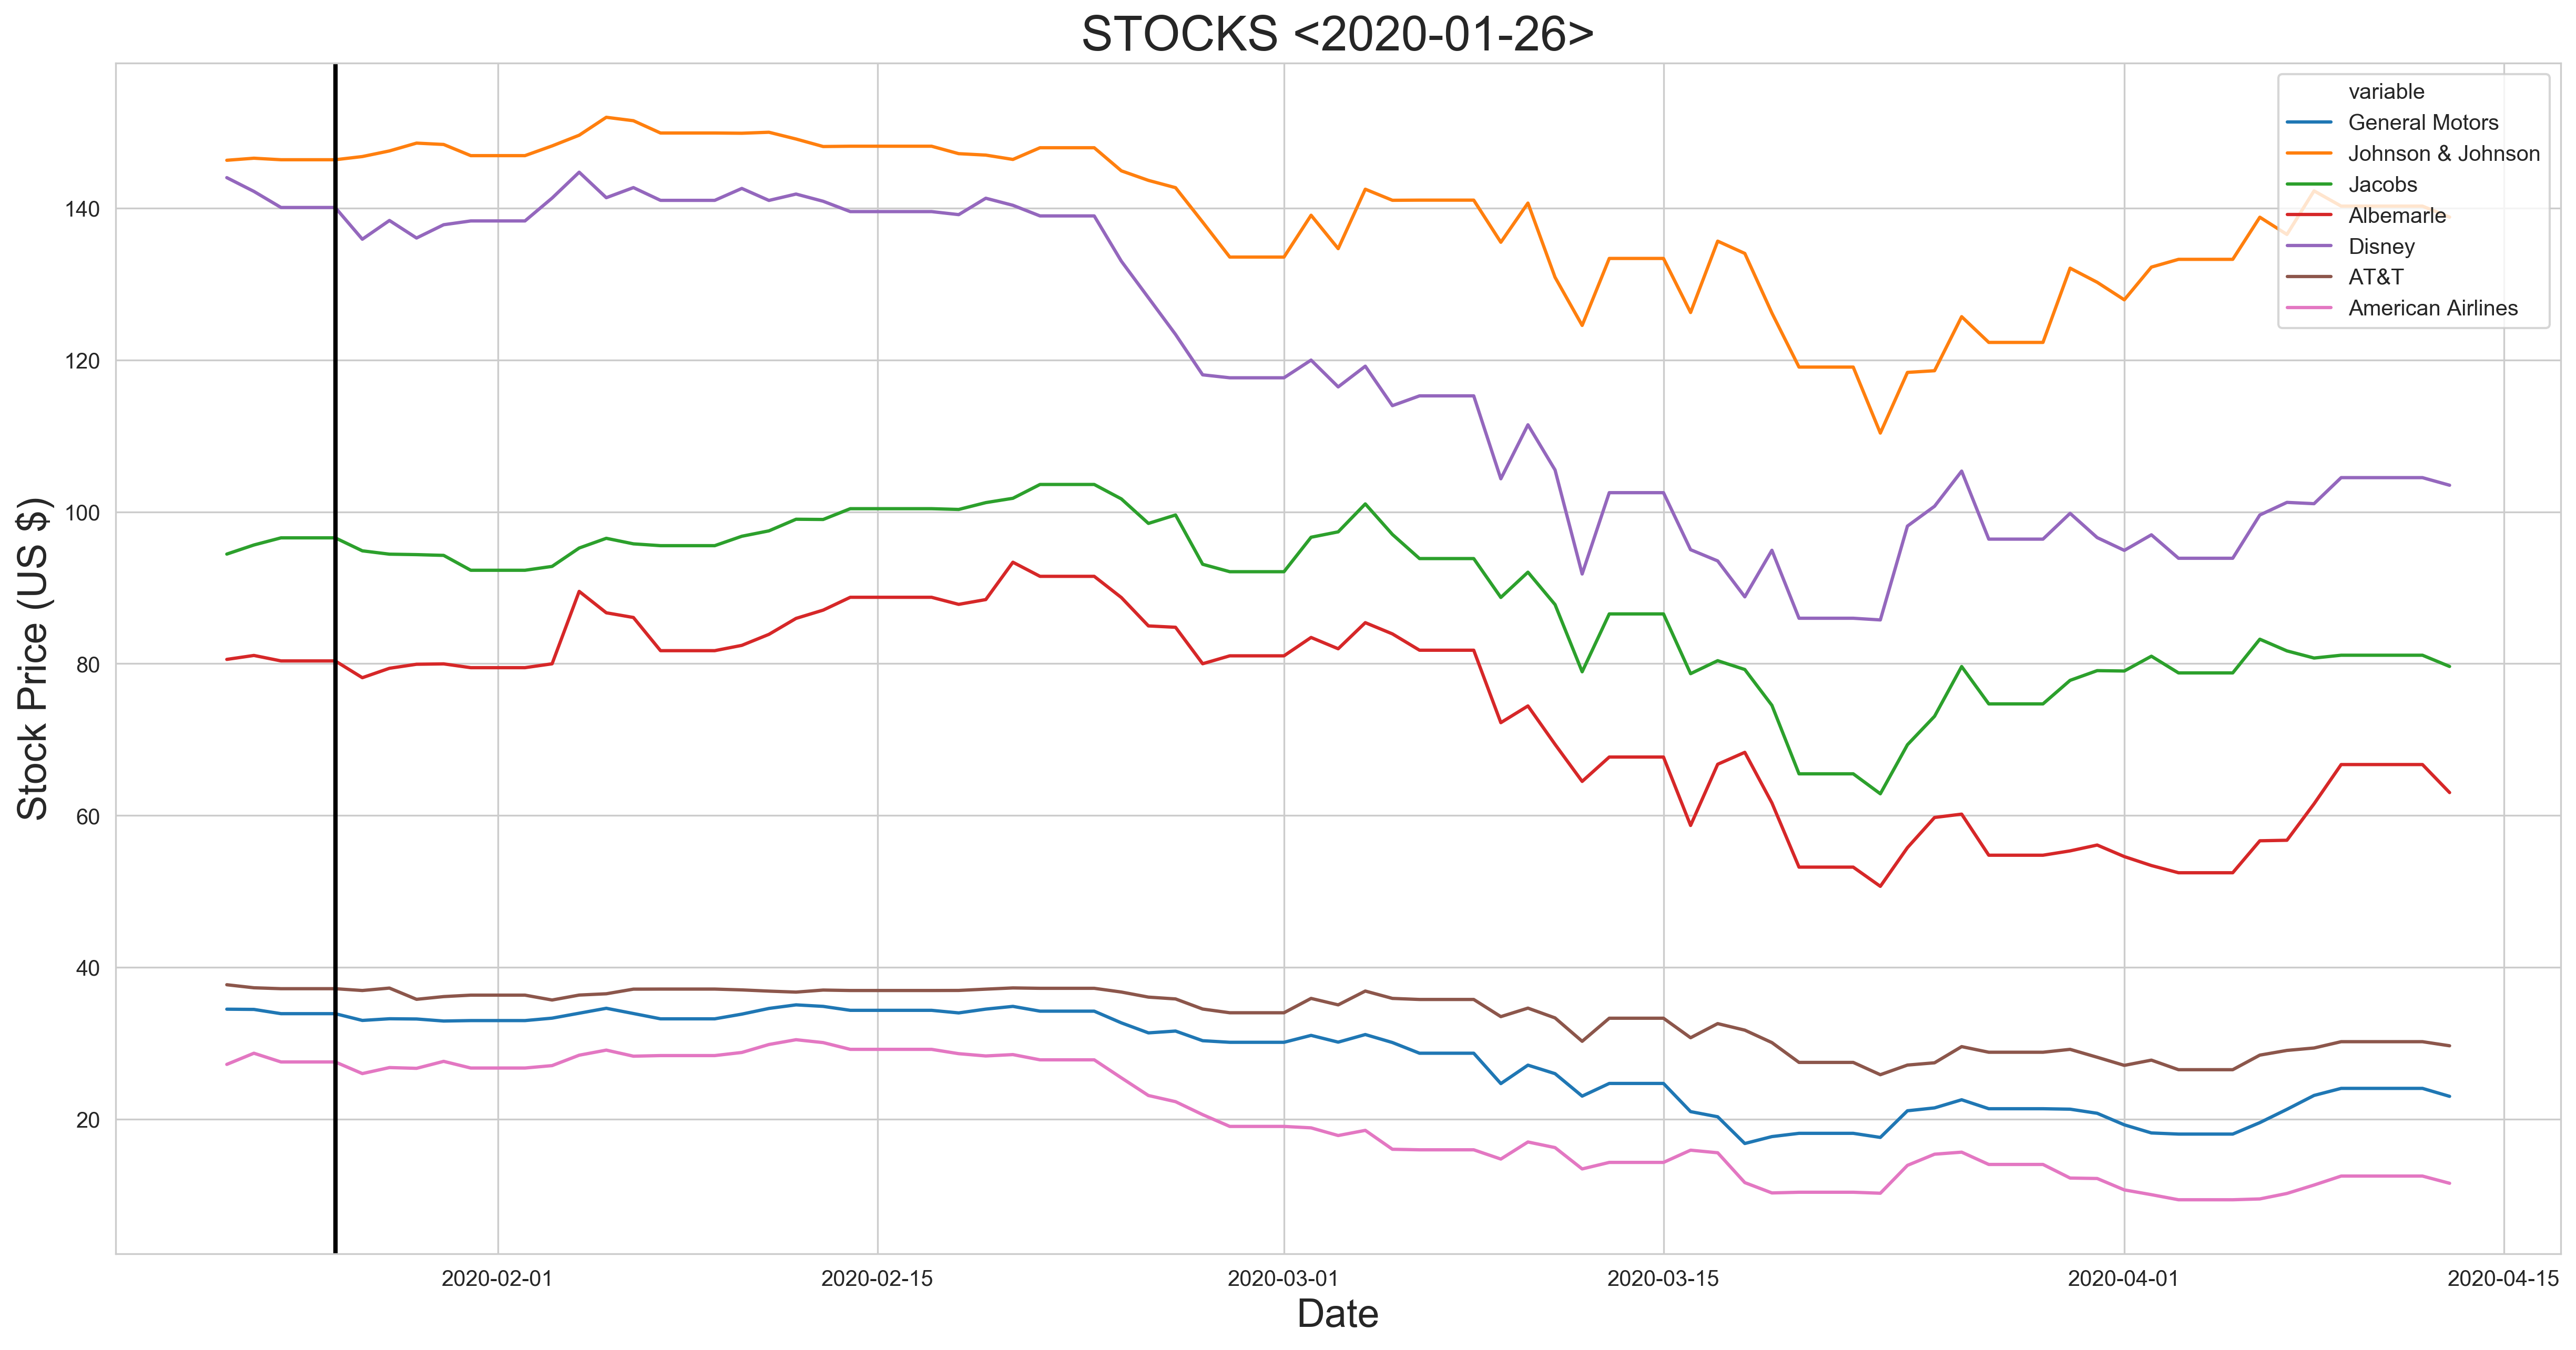 STOCKS <2020-01-26>
variable
General Motors
Johnson & Johnson
Jacobs
Albemarle
Disney
AT&T
American Airlines
Stock Price (US $)
140
120
100
80
60
40
20
2020-02-01 2020-02-15 2020-03-01 2020-03-15 2020-04-01 2020-04-15
Date